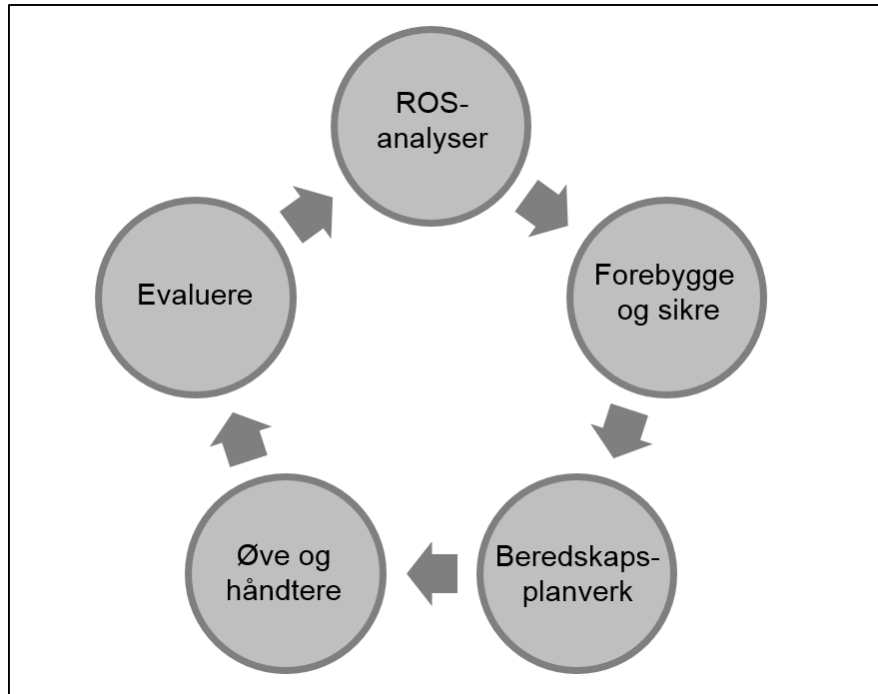 ROS-
analyser
Forebygge
og sikre
Beredskaps-
planverk
Øve og
håndtere
Evaluere